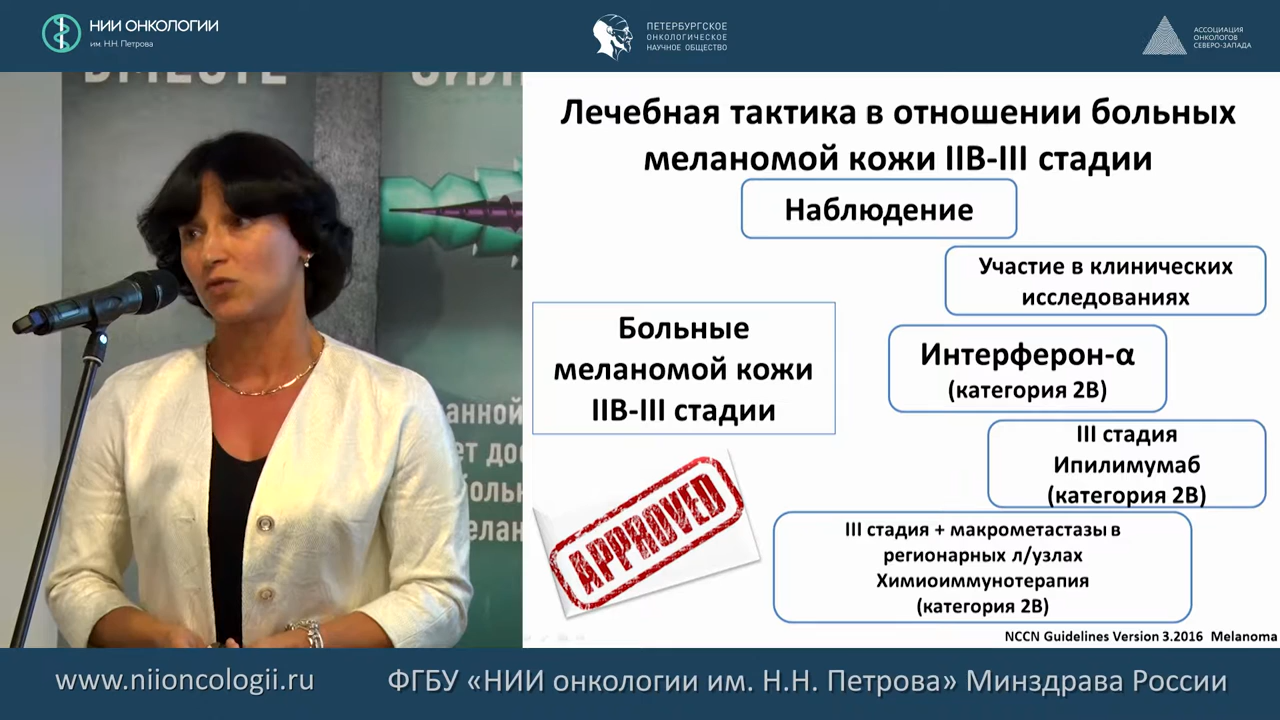 НИИ ОНКОЛОГИИ
им. Н.Н. Петрова
ПЕТЕРБУРГСКОЕ
ОНКОЛОГИЧЕСКОЕ
НАУЧНОЕ ОБЩЕСТВО
АССОЦИАЦИЯ
ОНКОЛОГОВ
СЕВЕРО-ЗАПАДА
ВМЕСТЕ
Лечебная тактика в отношении больных
меланомой кожи IIB-III стадии
Наблюдение
Участие в клинических
исследованиях
Больные
меланомой кожи
IIB-III стадии
Интерферон-α
(категория 2B)
III стадия
Ипилимумаб
(категория 2B)
APPROVED
III стадия + макрометастазы в
регионарных л/узлах
Химиоиммунотерапия
(категория 2B)
NCCN Guidelines Version 3.2016 Melanoma
www.niioncologii.ru
ФГБУ «НИИ онкологии им. Н.Н. Петрова» Минздрава России